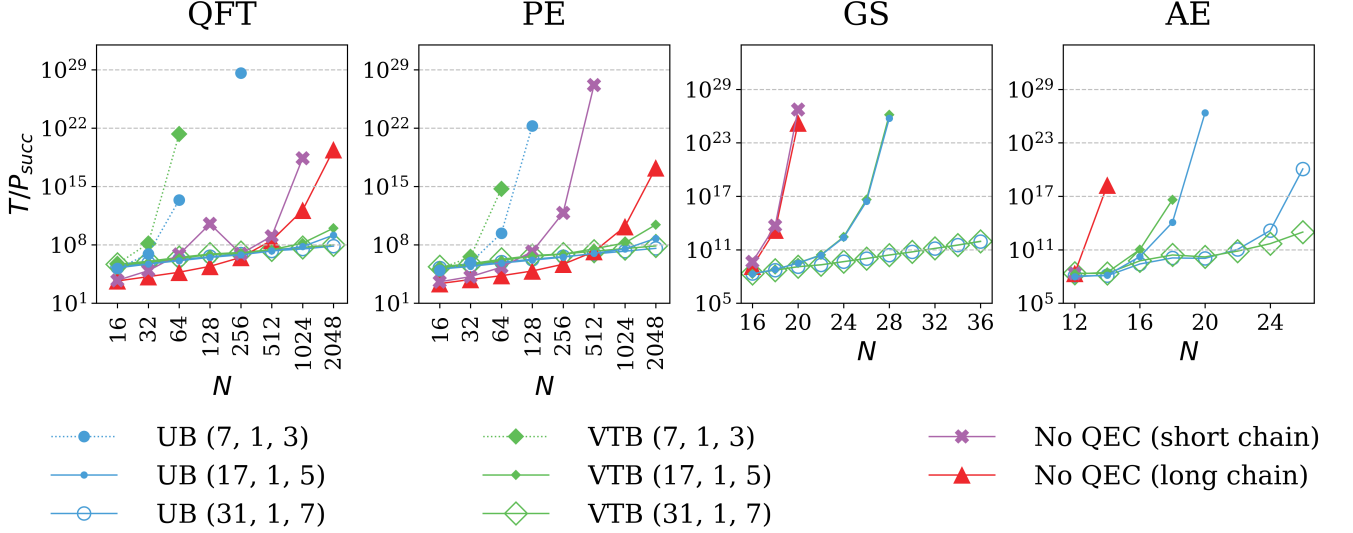 QFT PE GS AE
T/P_succ
10^29 10^22 10^15 10^8 10^1
16 32 64 128 256 512 1024 2048
N
10^29 10^22 10^15 10^8 10^1
16 32 64 128 256 512 1024 2048
N
10^29 10^23 10^17 10^11 10^5
16 20 24 28 32 36
N
10^29 10^23 10^17 10^11 10^5
12 16 20 24
N
UB (7, 1, 3)
UB (17, 1, 5)
UB (31, 1, 7)
VTB (7, 1, 3)
VTB (17, 1, 5)
VTB (31, 1, 7)
No QEC (short chain)
No QEC (long chain)